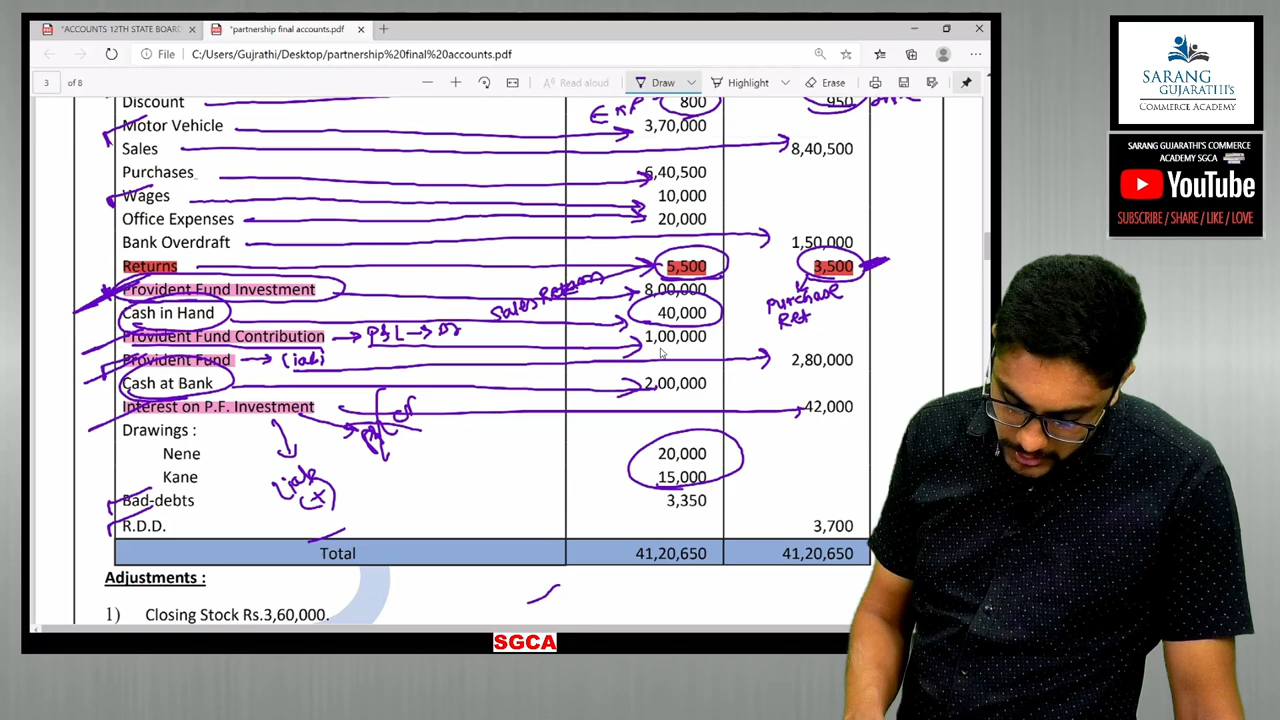 "ACCOUNTS 12TH STATE BOARD
"partnership final accounts.pdf
File C:/Users/Gujrathi/Desktop/partnership%20final%20accounts.pdf
3 of 8
Read aloud Draw Highlight Erase
Discount 800 950
Motor Vehicle 3,70,000
Sales 8,40,500
Purchases 6,40,500
Wages 10,000
Office Expenses 20,000
Bank Overdraft 1,50,000
Returns 5,500 3,500
Sales Return
Purchase
Ret
Provident Fund Investment 8,00,000
Cash in Hand 40,000
Provident Fund Contribution P&L Dr 1,00,000
Provident Fund 2,80,000
Cash at Bank 2,00,000
Interest on P.F. Investment 42,000
Drawings :
Nene 20,000
Kane 15,000
Bad-debts 3,350
R.D.D. 3,700
Total 41,20,650 41,20,650
Adjustments :
1) Closing Stock Rs.3,60,000.
SGCA
SARANG
GUJARATHI'S
COMMERCE ACADEMY
SARANG GUJARATHI'S COMMERCE
ACADEMY SGCA
YouTube
SUBSCRIBE / SHARE / LIKE / LOVE